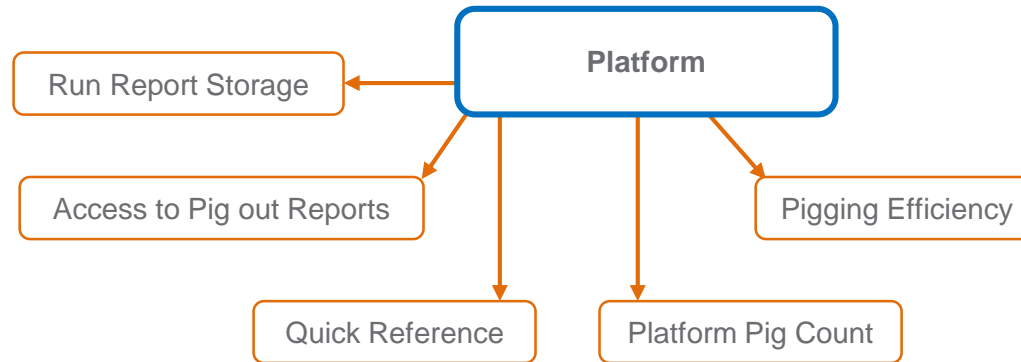 Platform
Run Report Storage
Access to Pig out Reports
Pigging Efficiency
Quick Reference
Platform Pig Count